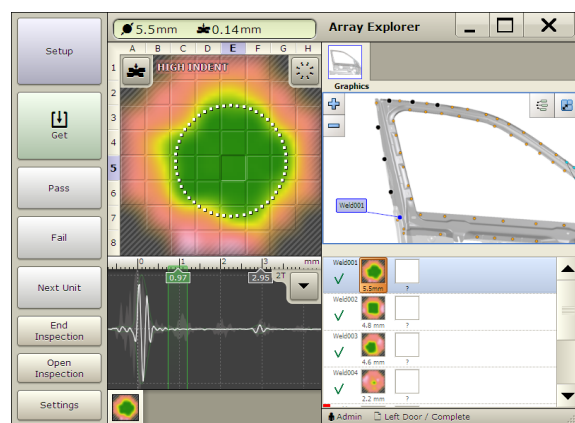 Setup
Get
Pass
Fail
Next Unit
End
Inspection
Open
Inspection
Settings
5.5mm 0.14mm
A B C D E F G H
1
2
3
4
5
6
7
8
HIGH INDENT
0 1 2 3 mm
0.97 2.95 2T
Array Explorer
Graphics
Weld001
Weld001
5.5mm ?
Weld002
4.8 mm ?
Weld003
4.6 mm ?
Weld004
2.2 mm ?
Admin Left Door / Complete